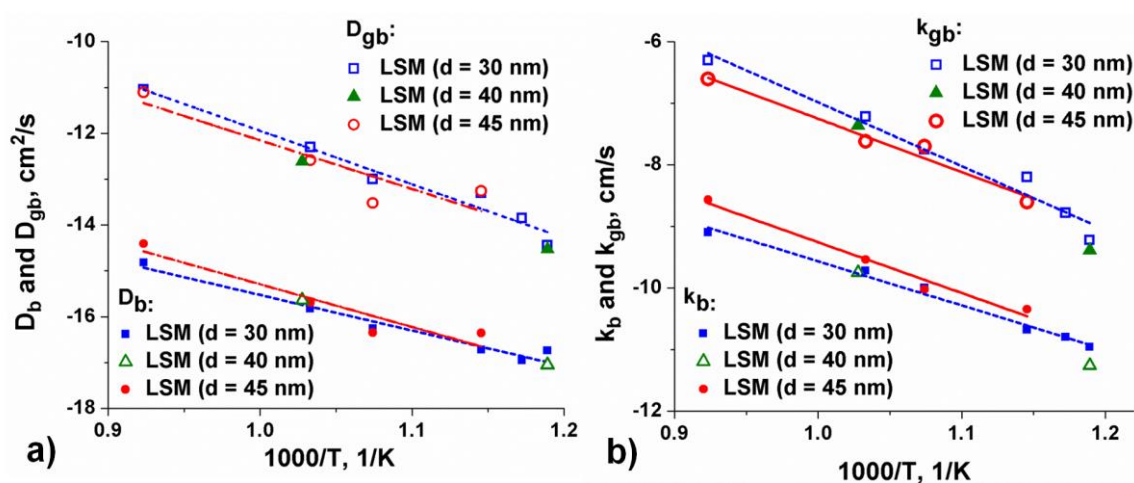 D_gb:
LSM (d = 30 nm)
LSM (d = 40 nm)
LSM (d = 45 nm)
D_b and D_gb, cm²/s
-10
-12
-14
-16
-18
D_b:
LSM (d = 30 nm)
LSM (d = 40 nm)
LSM (d = 45 nm)
0.9 1.0 1.1 1.2
1000/T, 1/K
a)
k_gb:
LSM (d = 30 nm)
LSM (d = 40 nm)
LSM (d = 45 nm)
k_b and k_gb, cm/s
-6
-8
-10
-12
k_b:
LSM (d = 30 nm)
LSM (d = 40 nm)
LSM (d = 45 nm)
0.9 1.0 1.1 1.2
1000/T, 1/K
b)